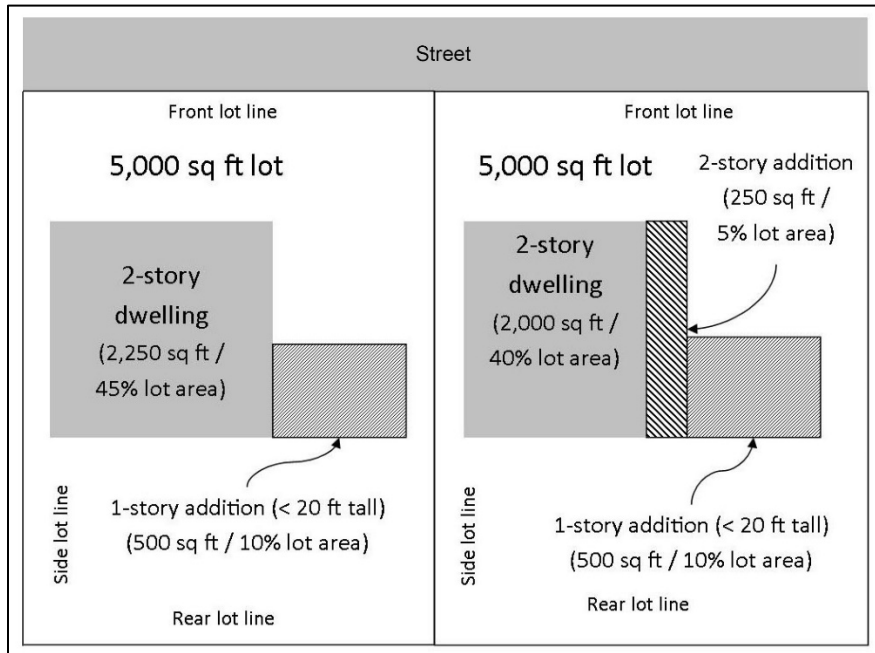 Street
Front lot line
5,000 sq ft lot
2-story
dwelling
(2,250 sq ft /
45% lot area)
1-story addition (< 20 ft tall)
(500 sq ft / 10% lot area)
Side lot line
Rear lot line
Front lot line
5,000 sq ft lot
2-story addition
(250 sq ft /
5% lot area)
2-story
dwelling
(2,000 sq ft /
40% lot area)
1-story addition (< 20 ft tall)
(500 sq ft / 10% lot area)
Side lot line
Rear lot line